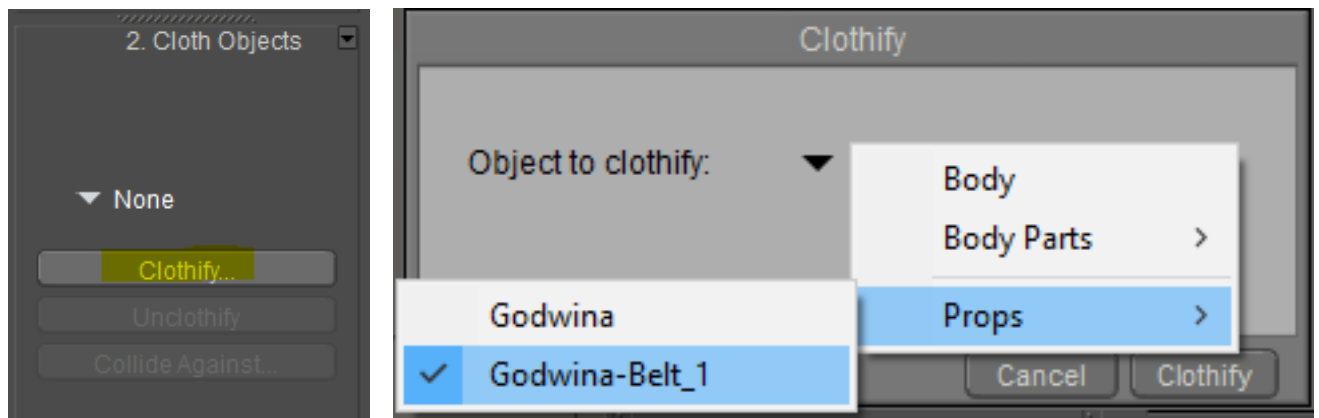 2. Cloth Objects
None
Clothify...
Unclothify
Collide Against...
Clothify
Object to clothify:
Body
Body Parts
Props
Godwina
Godwina-Belt_1
Cancel
Clothify